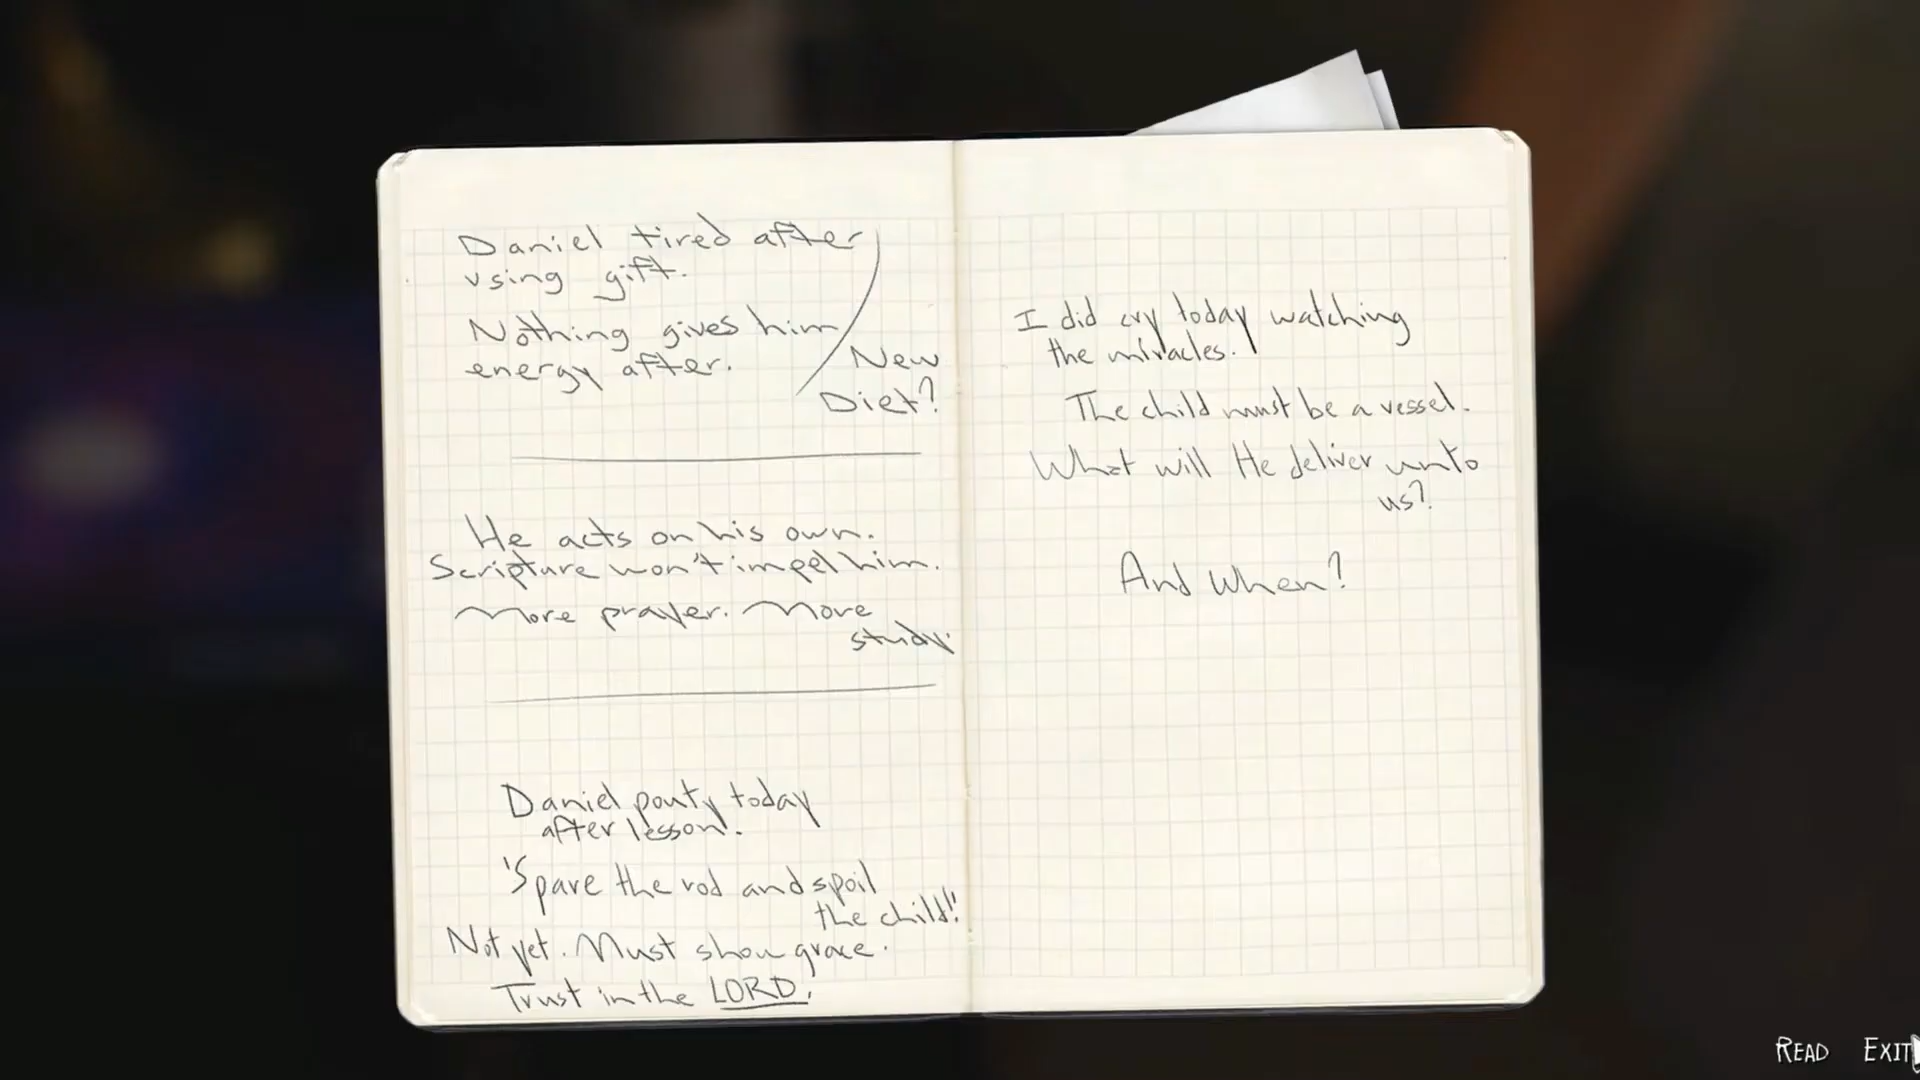 Daniel tired after
using gift.
Nothing gives him
energy after.
New
Diet?
He acts on his own.
Scripture won't impel him.
More prayer. More
study.
Daniel pouty today
after lesson.
'Spare the rod and spoil
the child!'
Not yet. Must show grace.
Trust in the LORD.
I did cry today watching
the miracles.
The child must be a vessel.
What will He deliver unto
us?
And when?
READ EXIT